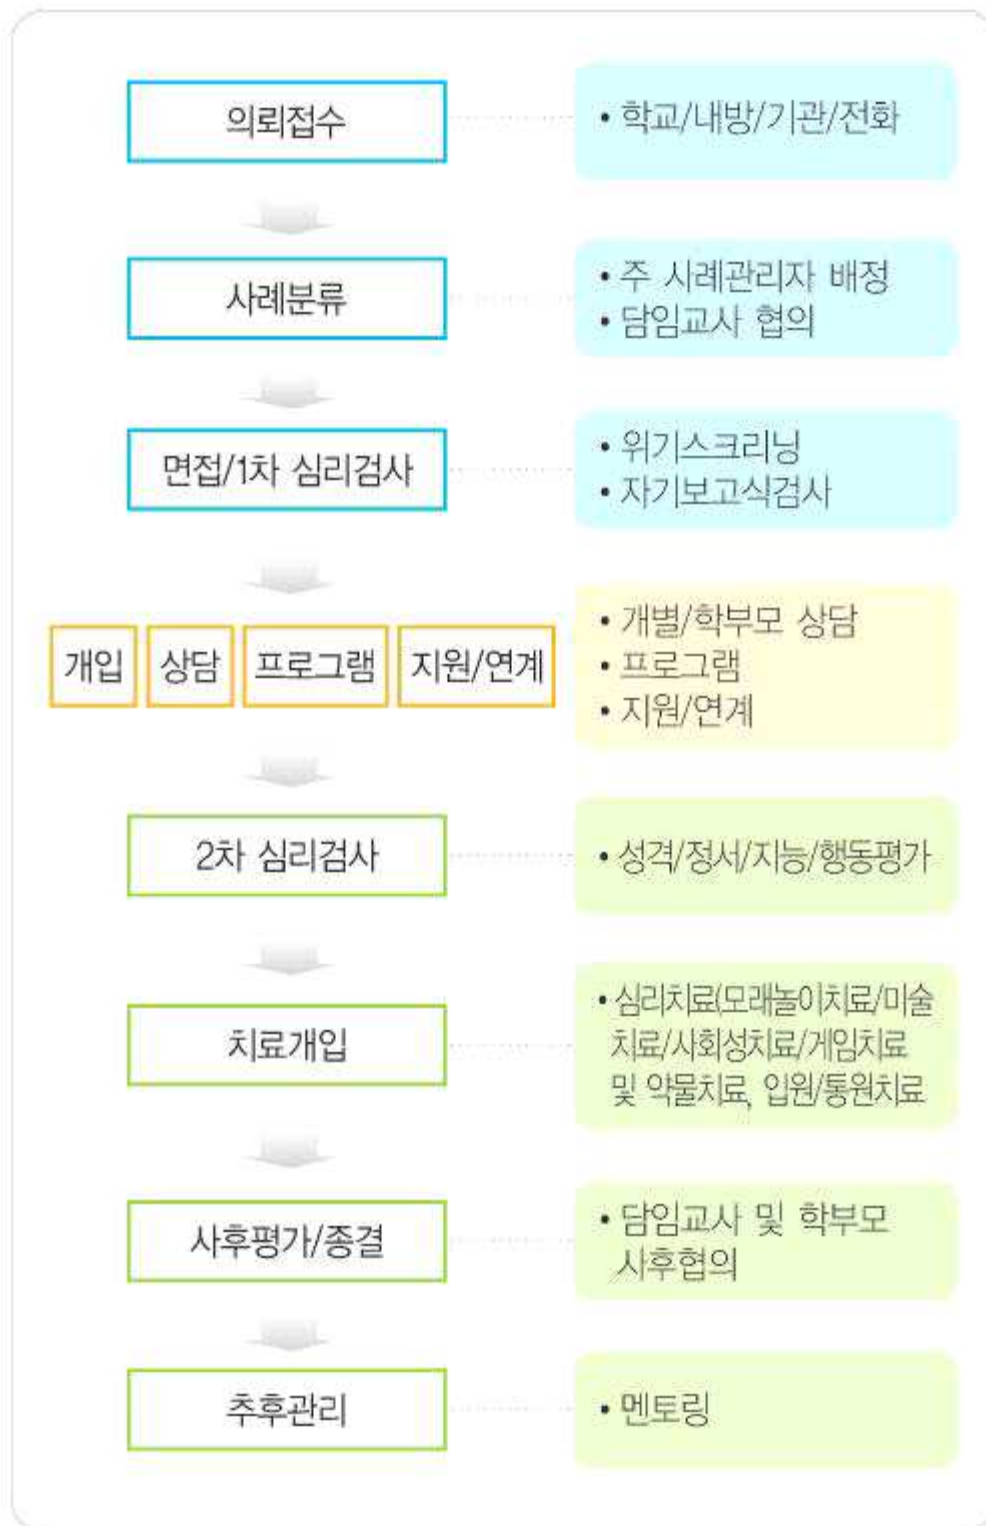 의뢰접수
• 학교/내방/기관/전화
사례분류
• 주 시례관리자 배정
• 담임교사 협의
면접/1차 심리검사
• 위기스크리닝
• 자기보고식검사
개입 상담 프로그램 지원/연계
• 개별/학부모 상담
• 프로그램
• 지원/연계
2차 심리검사
• 성격/정서/지능/행동평가
치료개입
• 심리치료(모래놀이치료/미술
치료/사회성치료/게임치료
및 약물치료, 입원/통원치료
사후평가/종결
• 담임교사 및 학부모
사후협의
추후관리
• 멘토링